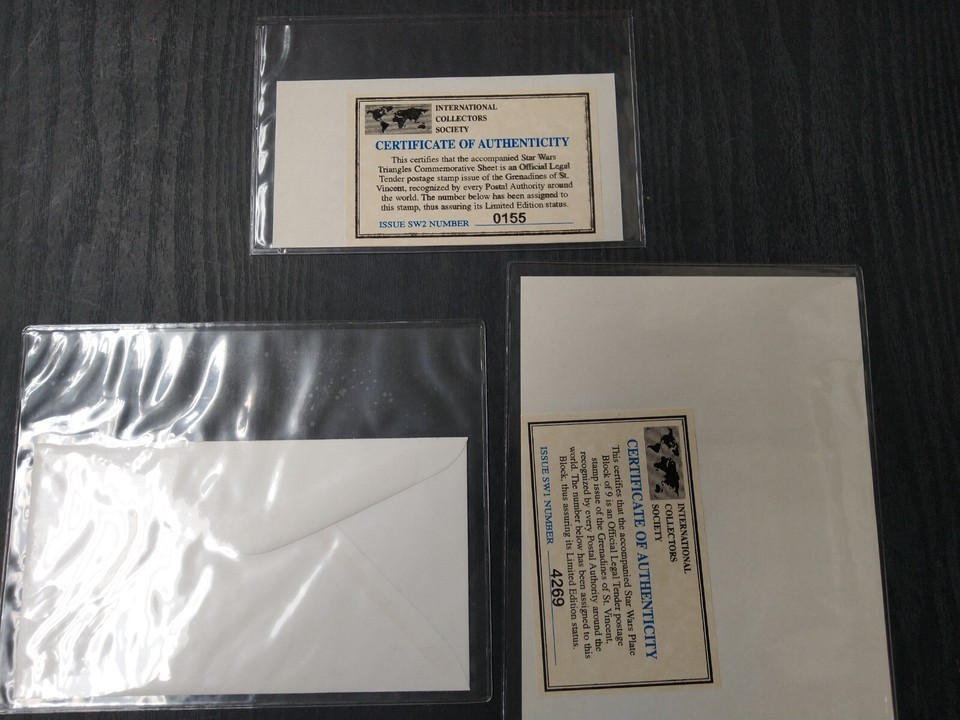 INTERNATIONAL
COLLECTORS
SOCIETY
CERTIFICATE OF AUTHENTICITY
This certifies that the accompanied Star Wars
Triangles Commemorative Sheet is an Official Legal
Tender postage stamp issue of the Grenadines of St.
Vincent, recognized by every Postal Authority around
the world. The number below has been assigned to
this stamp, thus assuring its Limited Edition status.
ISSUE SW2 NUMBER 0155
INTERNATIONAL
COLLECTORS
SOCIETY
CERTIFICATE OF AUTHENTICITY
This certifies that the accompanied Star Wars Plate
Block of 9 is an Official Legal Tender postage
stamp issue of the Grenadines of St. Vincent,
recognized by every Postal Authority around the
world. The number below has been assigned to this
Block, thus assuring its Limited Edition status.
ISSUE SW1 NUMBER 4269